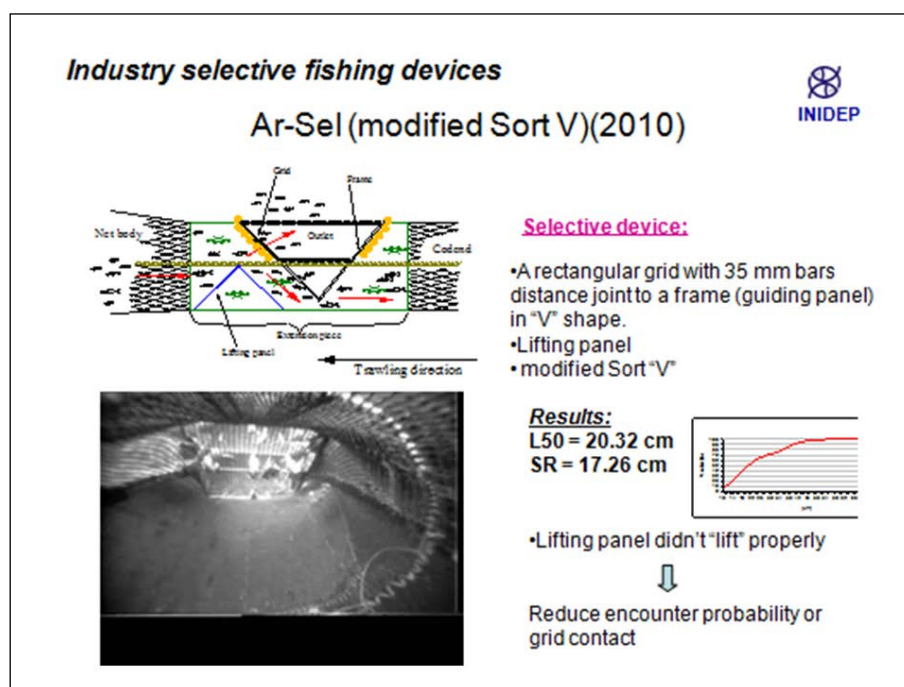 Industry selective fishing devices
INIDEP
Ar-Sel (modified Sort V)(2010)
Grid
Frame
Net body
Outlet
Codend
Extension piece
Lifting panel
Trawling direction
Selective device:
•A rectangular grid with 35 mm bars
distance joint to a frame (guiding panel)
in “V” shape.
•Lifting panel
• modified Sort “V”
Results:
L50 = 20.32 cm
SR = 17.26 cm
•Lifting panel didn’t “lift” properly
Reduce encounter probability or
grid contact